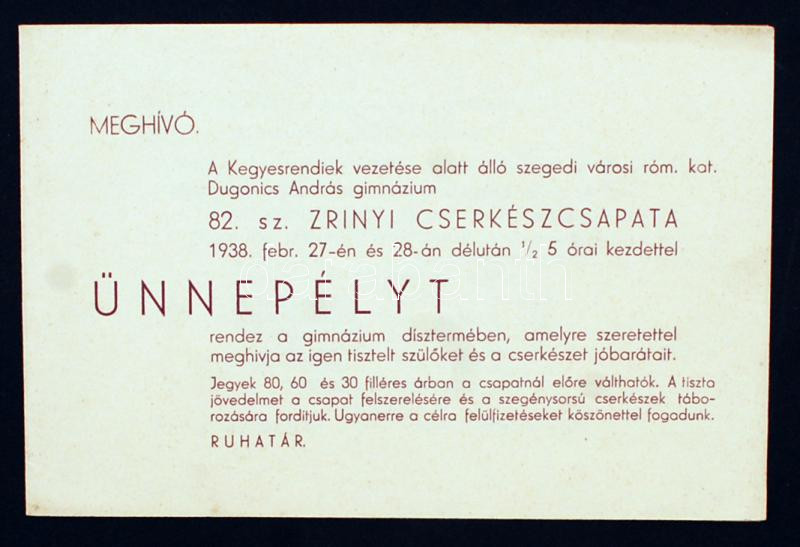 MEGHÍVÓ.
A Kegyesrendiek vezetése alatt álló szegedi városi róm. kat.
Dugonics András gimnázium
82. sz. ZRINYI CSERKÉSZCSAPATA
1938. febr. 27-én és 28-án délután 1/2 5 órai kezdettel
darabanth
ÜNNEPÉLYT
rendez a gimnázium dísztermében, amelyre szeretettel
meghivja az igen tisztelt szülőket és a cserkészet jóbarátait.
Jegyek 80, 60 és 30 filléres árban a csapatnál előre válthatók. A tiszta
jövedelmet a csapat felszerelésére és a szegénysorsú cserkészek tábo-
rozására fordítjuk. Ugyanerre a célra felülfizetéseket köszönettel fogadunk.
RUHATÁR.